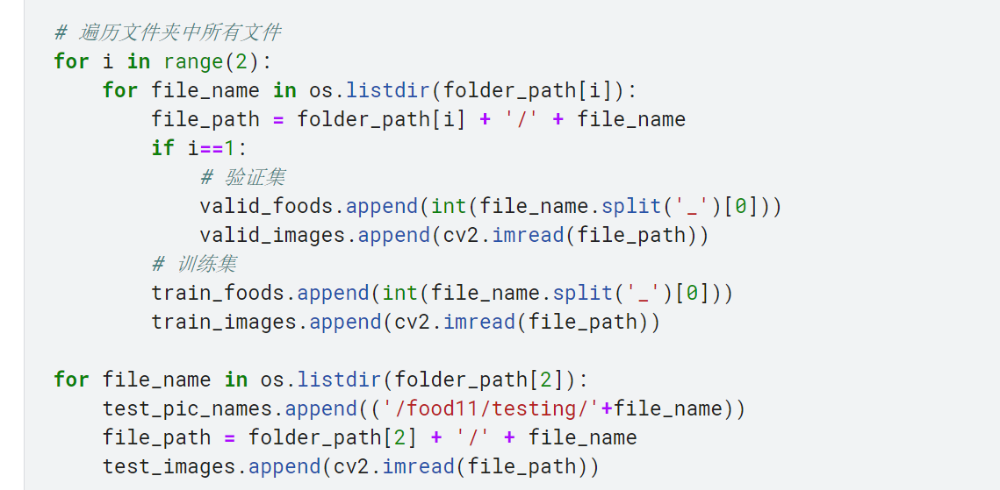 # 遍历文件夹中所有文件
for i in range(2):
    for file_name in os.listdir(folder_path[i]):
        file_path = folder_path[i] + '/' + file_name
        if i==1:
            # 验证集
            valid_foods.append(int(file_name.split('_')[0]))
            valid_images.append(cv2.imread(file_path))
        # 训练集
        train_foods.append(int(file_name.split('_')[0]))
        train_images.append(cv2.imread(file_path))

for file_name in os.listdir(folder_path[2]):
    test_pic_names.append(('/food11/testing/'+file_name))
    file_path = folder_path[2] + '/' + file_name
    test_images.append(cv2.imread(file_path))